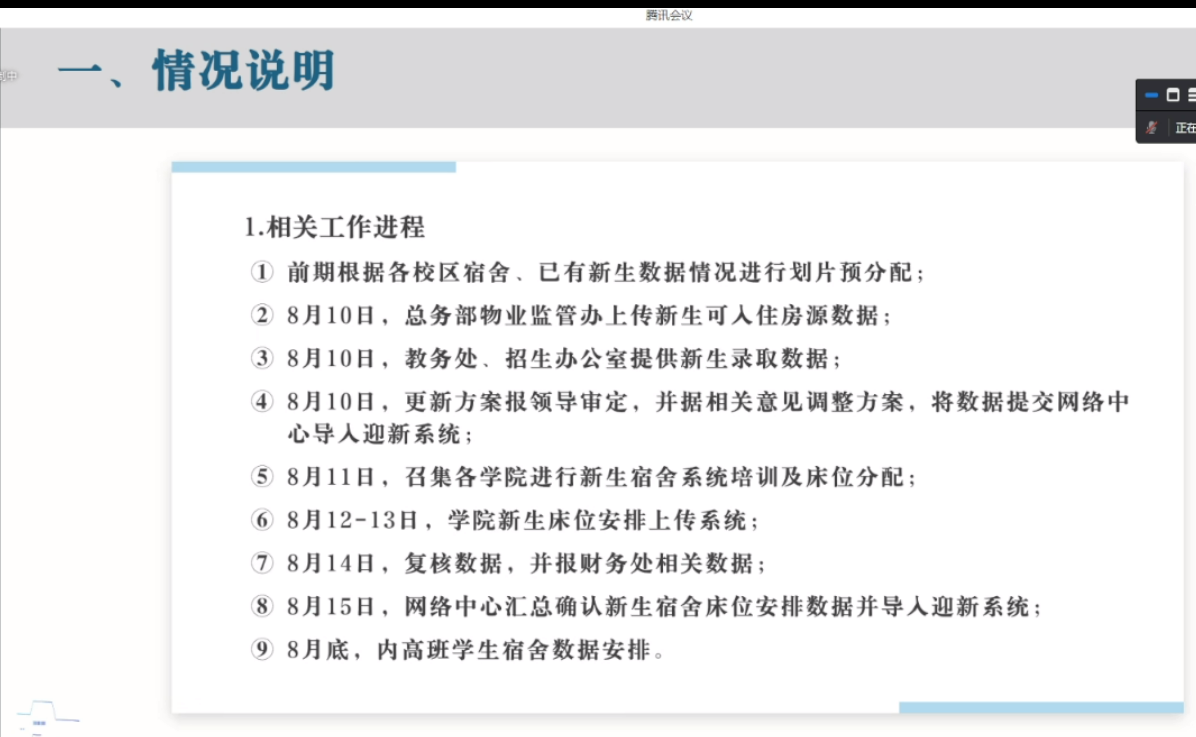 腾讯会议
一、情况说明
正在
1.相关工作进程
① 前期根据各校区宿舍、已有新生数据情况进行划片预分配；
② 8月10日，总务部物业监管办上传新生可入住房源数据；
③ 8月10日，教务处、招生办公室提供新生录取数据；
④ 8月10日，更新方案报领导审定，并据相关意见调整方案，将数据提交网络中
心导入迎新系统；
⑤ 8月11日，召集各学院进行新生宿舍系统培训及床位分配；
⑥ 8月12-13日，学院新生床位安排上传系统；
⑦ 8月14日，复核数据，并报财务处相关数据；
⑧ 8月15日，网络中心汇总确认新生宿舍床位安排数据并导入迎新系统；
⑨ 8月底，内高班学生宿舍数据安排。